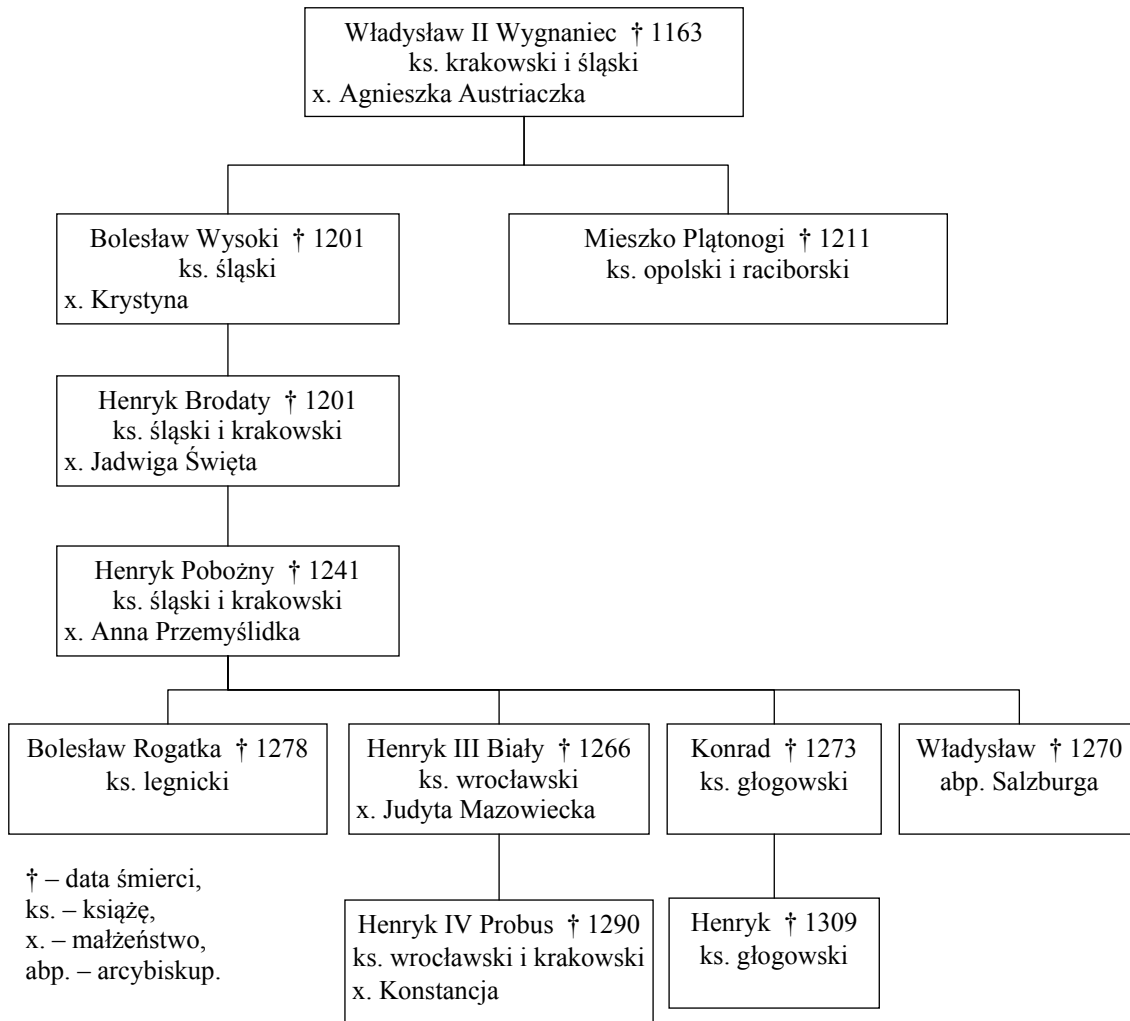 Władysław II Wygnaniec † 1163
ks. krakowski i śląski
x. Agnieszka Austriaczka
Bolesław Wysoki † 1201
ks. śląski
x. Krystyna
Mieszko Plątonogi † 1211
ks. opolski i raciborski
Henryk Brodaty † 1201
ks. śląski i krakowski
x. Jadwiga Święta
Henryk Pobożny † 1241
ks. śląski i krakowski
x. Anna Przemyślidka
Bolesław Rogatka † 1278
ks. legnicki
Henryk III Biały † 1266
ks. wrocławski
x. Judyta Mazowiecka
Konrad † 1273
ks. głogowski
Władysław † 1270
abp. Salzburga
† – data śmierci,
ks. – książę,
x. – małżeństwo,
abp. – arcybiskup.
Henryk IV Probus † 1290
ks. wrocławski i krakowski
x. Konstancja
Henryk † 1309
ks. głogowski